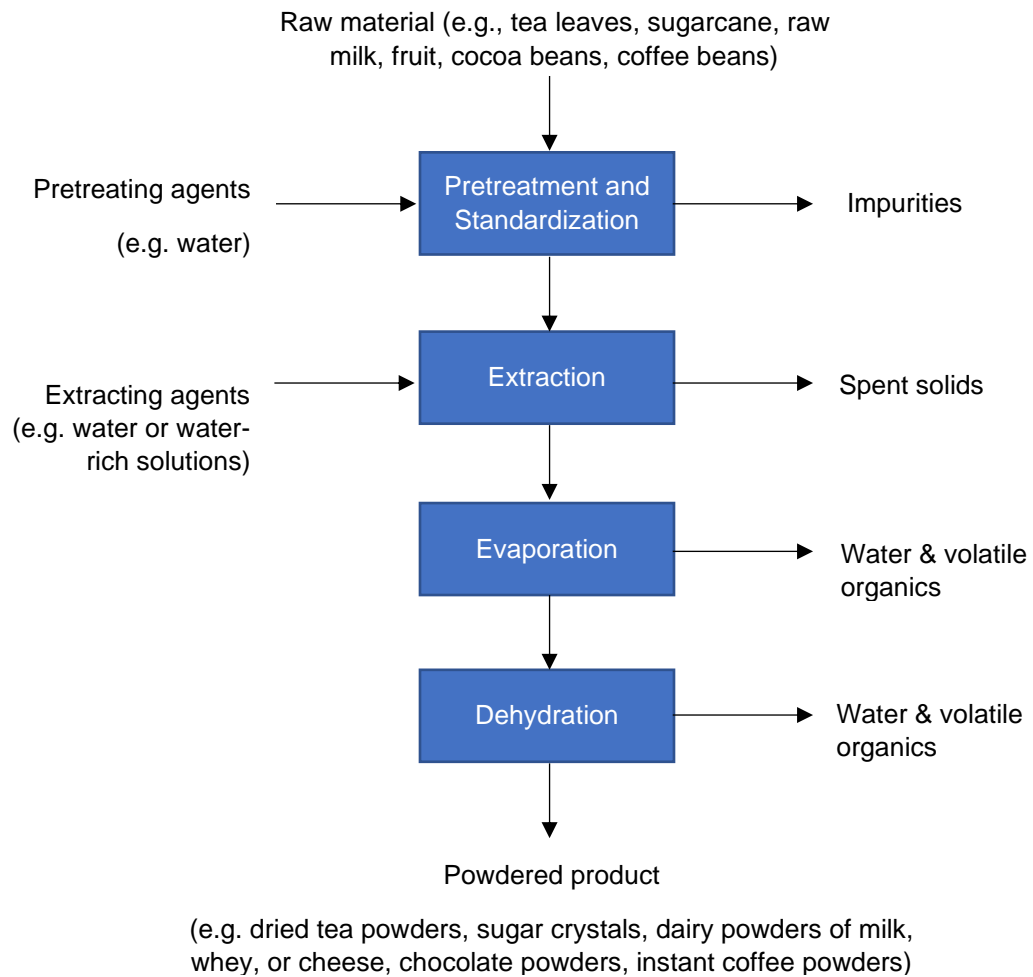 Raw material (e.g., tea leaves, sugarcane, raw
milk, fruit, cocoa beans, coffee beans)
Pretreating agents
(e.g. water)
Pretreatment and
Standardization
Impurities
Extracting agents
(e.g. water or water-
rich solutions)
Extraction
Spent solids
Evaporation
Water & volatile
organics
Dehydration
Water & volatile
organics
Powdered product
(e.g. dried tea powders, sugar crystals, dairy powders of milk,
whey, or cheese, chocolate powders, instant coffee powders)